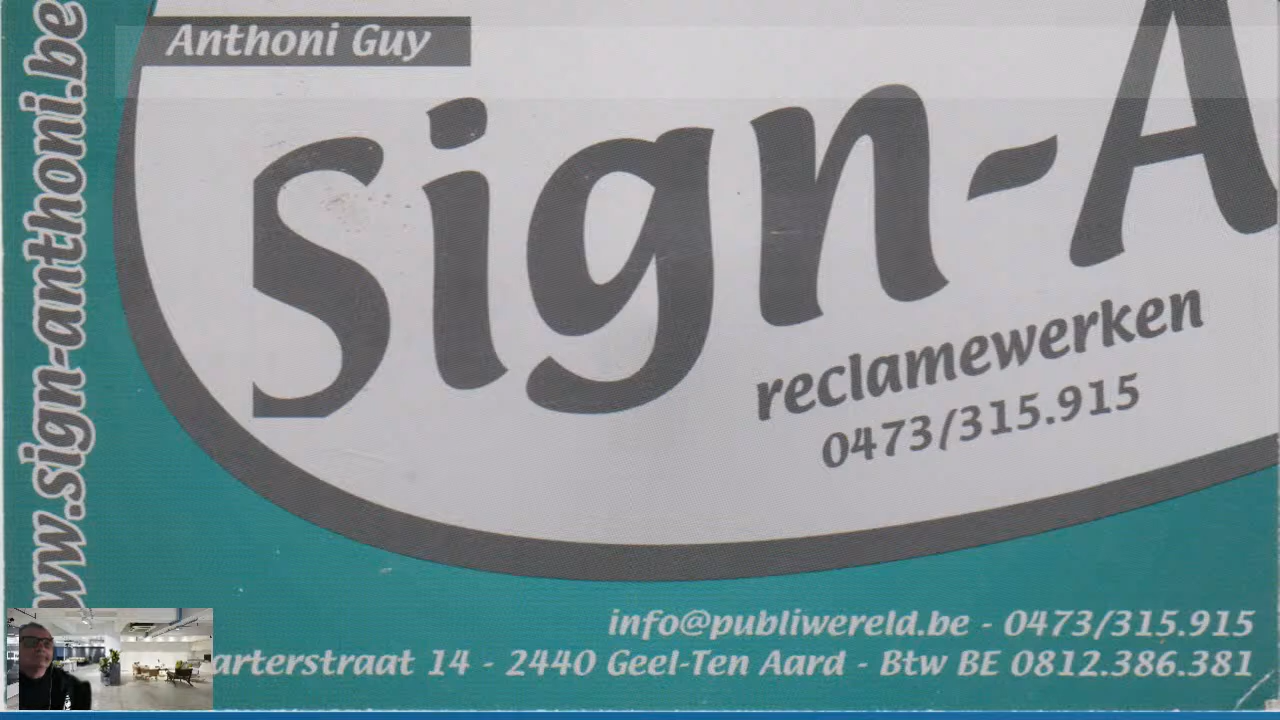 Anthoni Guy
sign-A
reclamewerken
0473/315.915
info@publiwereld.be - 0473/315.915
14 - 2440 Geel-Ten Aard - Btw BE 0812.386.381
www.sign-anthoni.be